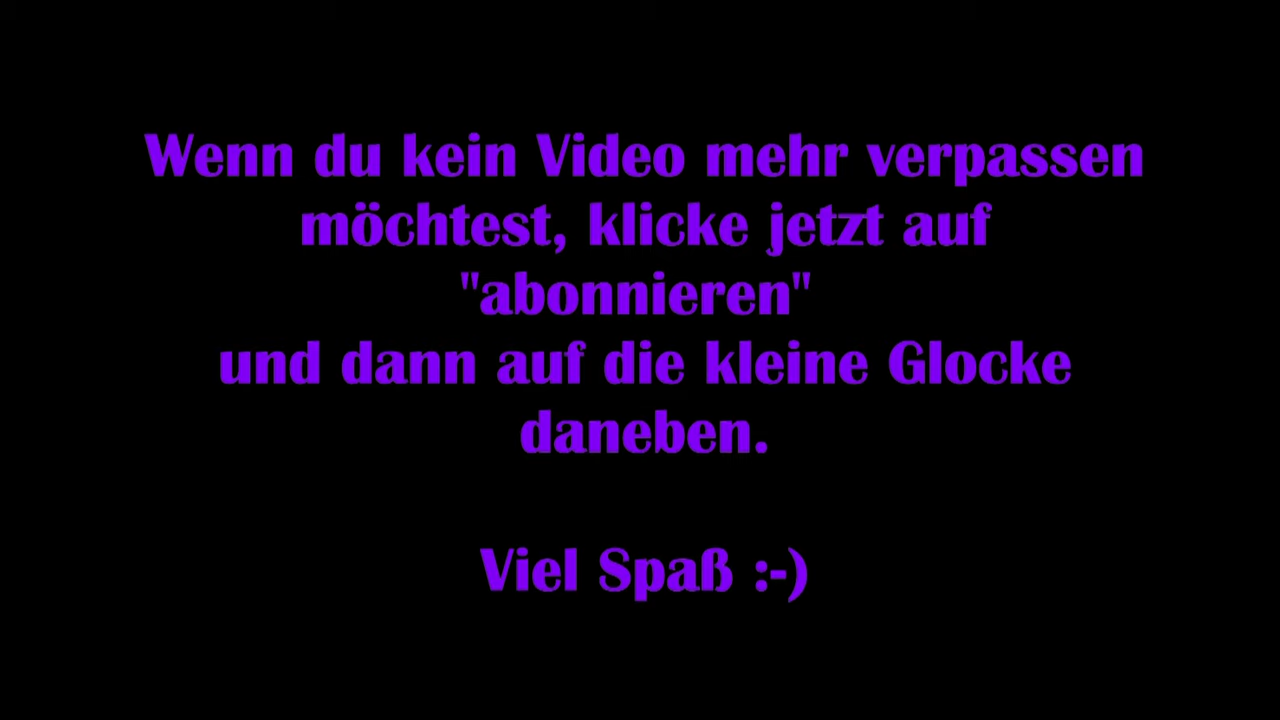 Wenn du kein Video mehr verpassen
möchtest, klicke jetzt auf
"abonnieren"
und dann auf die kleine Glocke
daneben.
Viel Spaß :-)